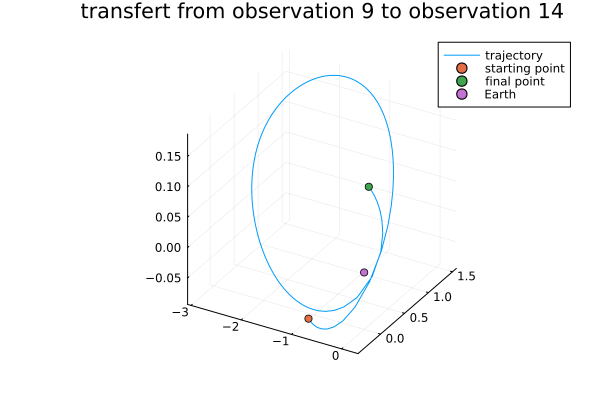 transfert from observation 9 to observation 14
trajectory
starting point
final point
Earth
0.15
0.10
0.05
0.00
−0.05
−3
−2
−1
0
0.0
0.5
1.0
1.5